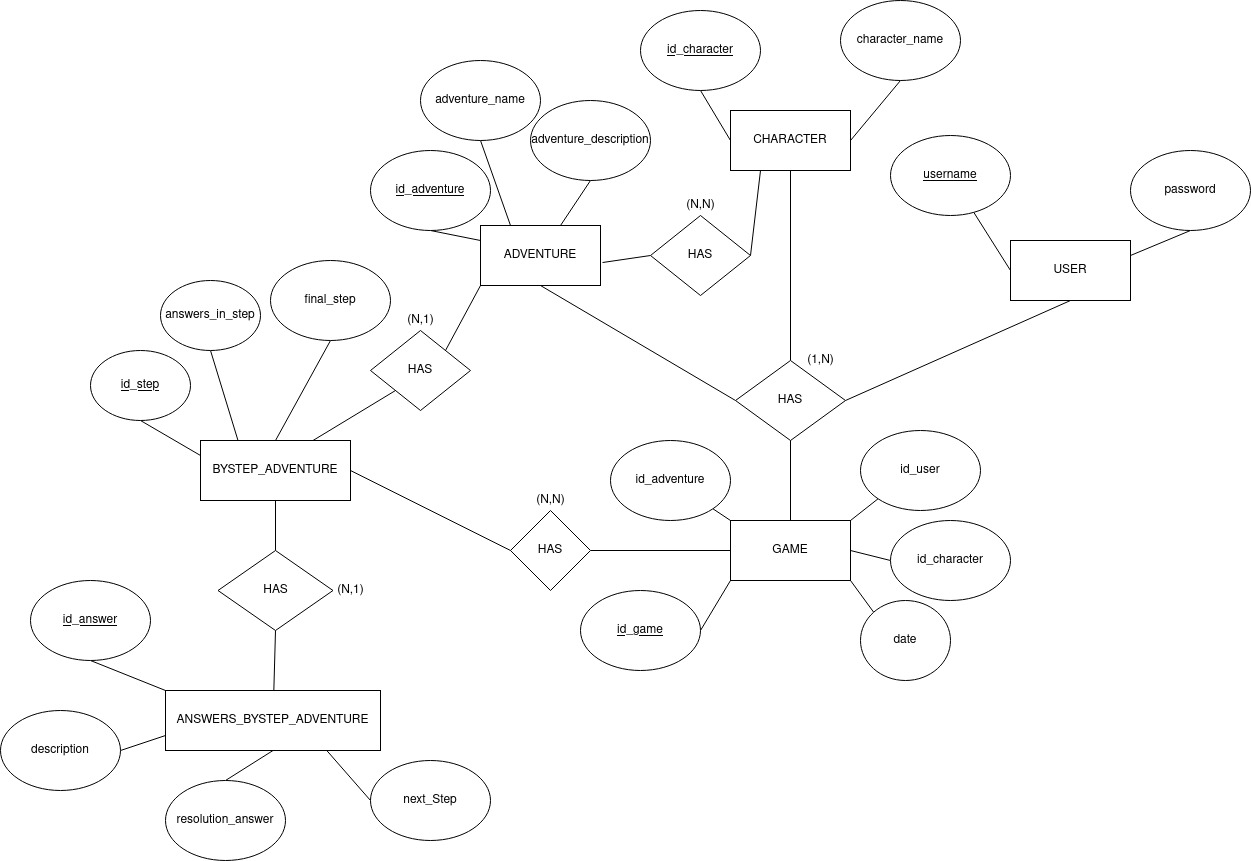 id_character
character_name
adventure_name
adventure_description
CHARACTER
username
password
id_adventure
(N,N)
ADVENTURE
HAS
USER
final_step
answers_in_step
(N,1)
HAS
(1,N)
id_step
HAS
BYSTEP_ADVENTURE
id_adventure
id_user
(N,N)
HAS
GAME
id_character
HAS
(N,1)
id_answer
id_game
date
ANSWERS_BYSTEP_ADVENTURE
description
next_Step
resolution_answer